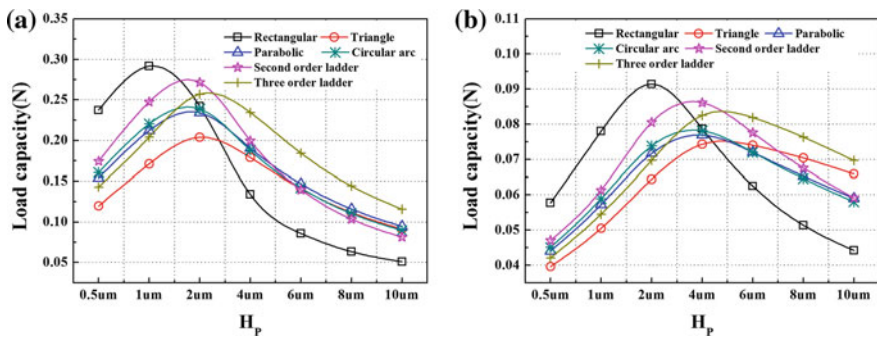 (a)
Load capacity(N)
0.35
0.30
0.25
0.20
0.15
0.10
0.05
Rectangular Triangle
Parabolic Circular arc
Second order ladder
Three order ladder
0.5um 1um 2um 4um 6um 8um 10um
H_P
(b)
Load capacity(N)
0.11
0.10
0.09
0.08
0.07
0.06
0.05
0.04
Rectangular Triangle Parabolic
Circular arc Second order ladder
Three order ladder
0.5um 1um 2um 4um 6um 8um 10um
H_P